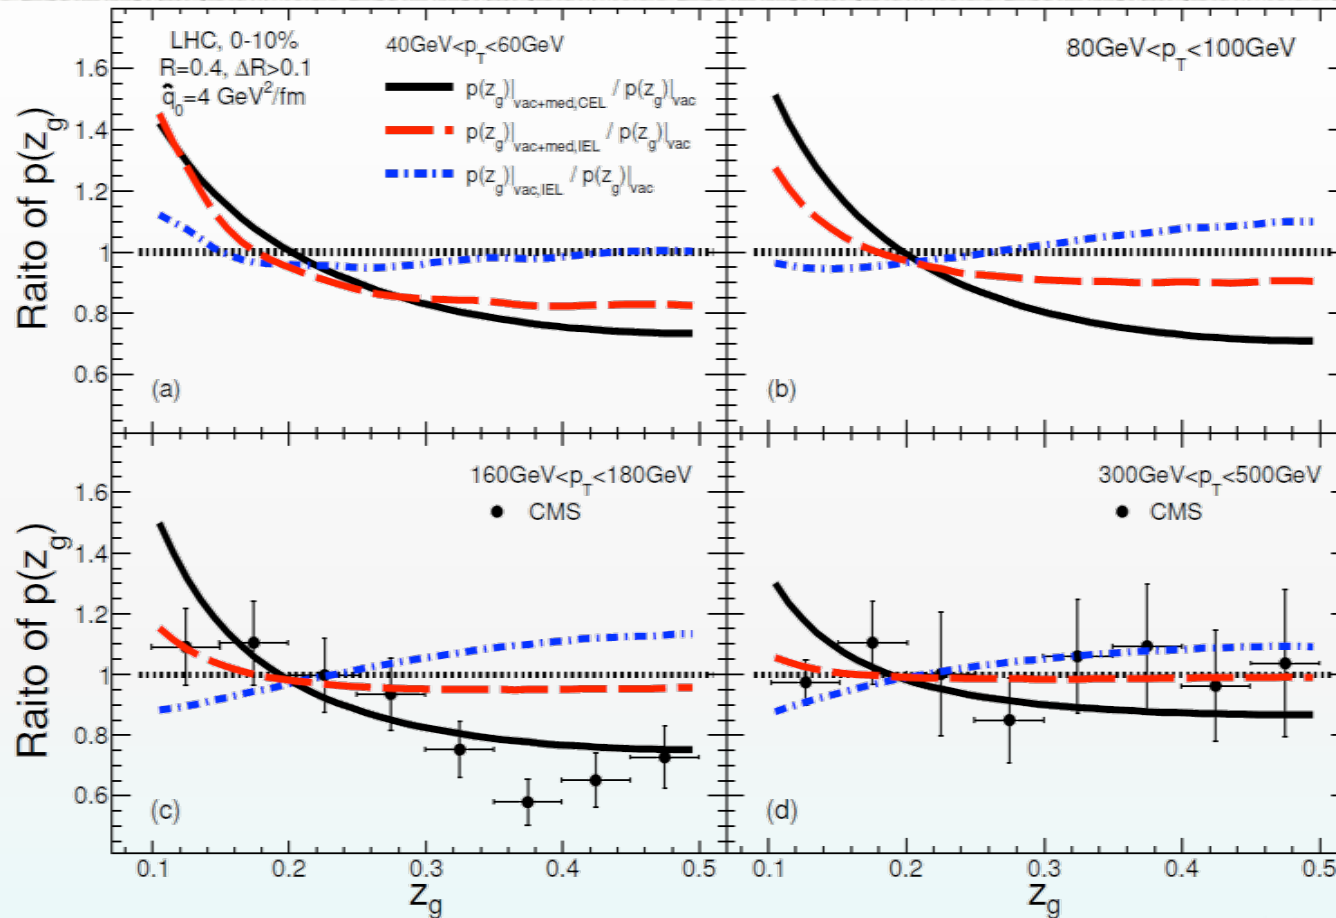 LHC, 0-10%
R=0.4, ΔR>0.1
q̂0=4 GeV2/fm
40GeV<pT<60GeV
p(zg)|vac+med,CEL / p(zg)|vac
p(zg)|vac+med,IEL / p(zg)|vac
p(zg)|vac,IEL / p(zg)|vac
80GeV<pT<100GeV
Raito of p(zg)
1.6
1.4
1.2
1
0.8
0.6
(a)
(b)
160GeV<pT<180GeV
CMS
300GeV<pT<500GeV
CMS
Raito of p(zg)
1.6
1.4
1.2
1
0.8
0.6
(c)
(d)
0.1 0.2 0.3 0.4 0.5
0.1 0.2 0.3 0.4 0.5
zg
zg